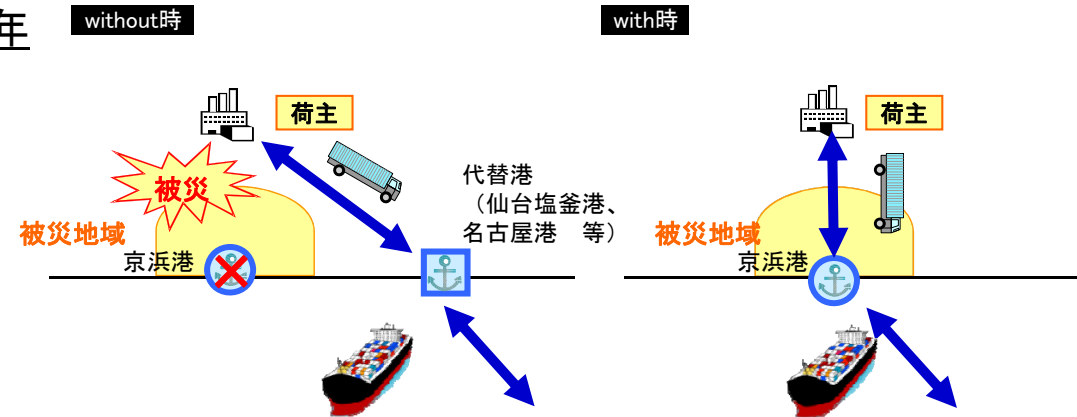 年
without時
荷主
被災
代替港
（仙台塩釜港、
名古屋港　等）
被災地域
京浜港
with時
荷主
被災地域
京浜港